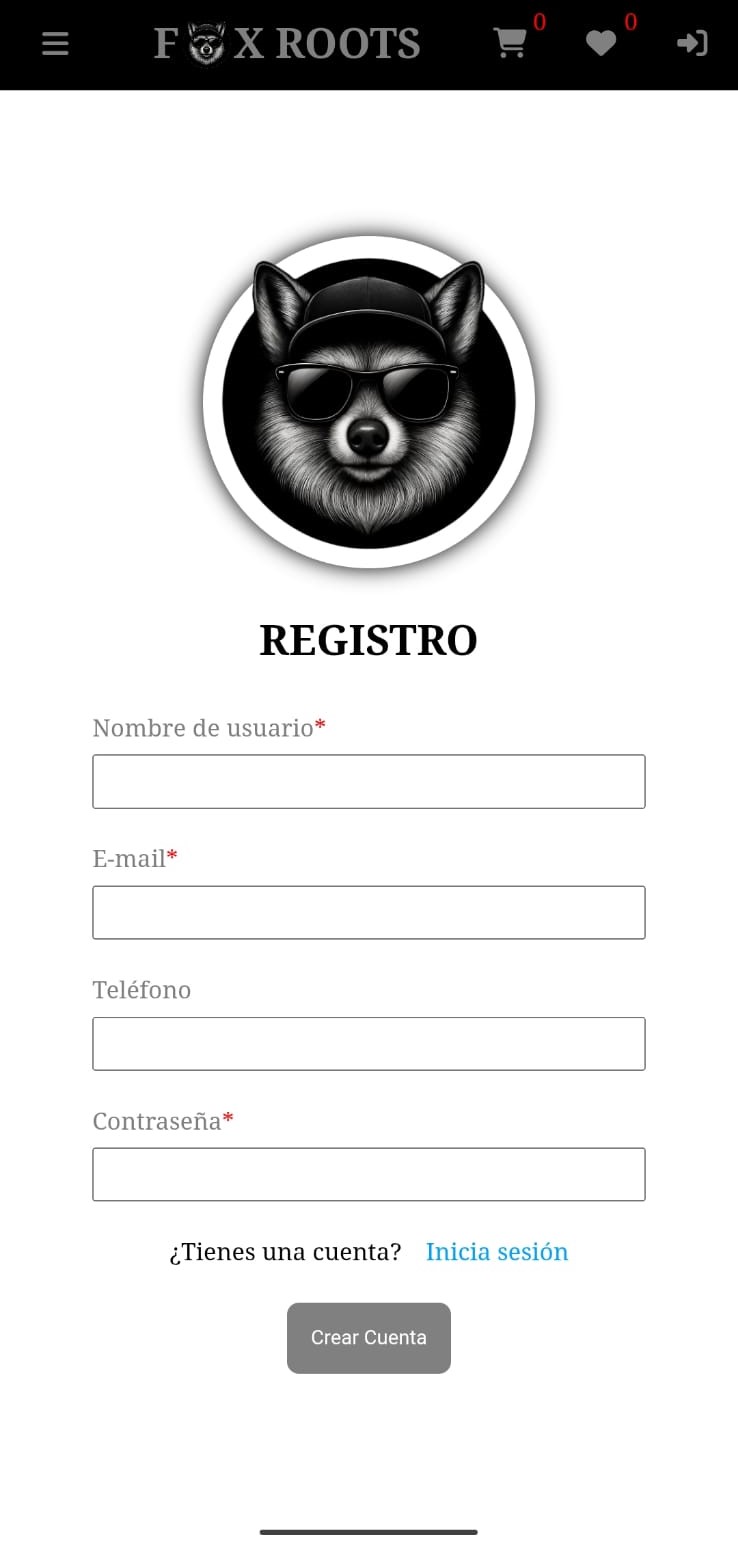 F X ROOTS
0
0
REGISTRO
Nombre de usuario*
E-mail*
Teléfono
Contraseña*
¿Tienes una cuenta? Inicia sesión
Crear Cuenta